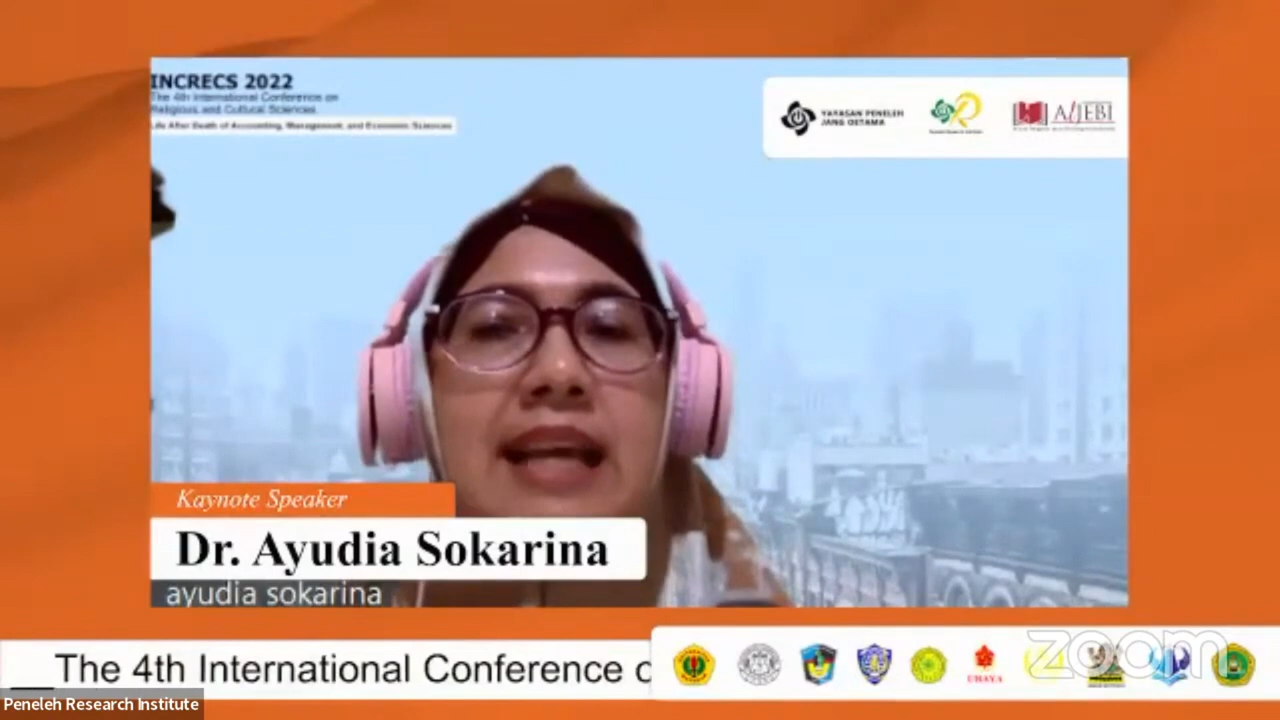 INCRECS 2022
The 4th International Conference on
Religious and Cultural Sciences
Life After Death of Accounting, Management, and Economic Sciences
YAYASAN PENELEH
JANG OETAMA
AlJEBI
Kaynote Speaker
Dr. Ayudia Sokarina
ayudia sokarina
The 4th International Conference o
UBAYA
zoom
Peneleh Research Institute